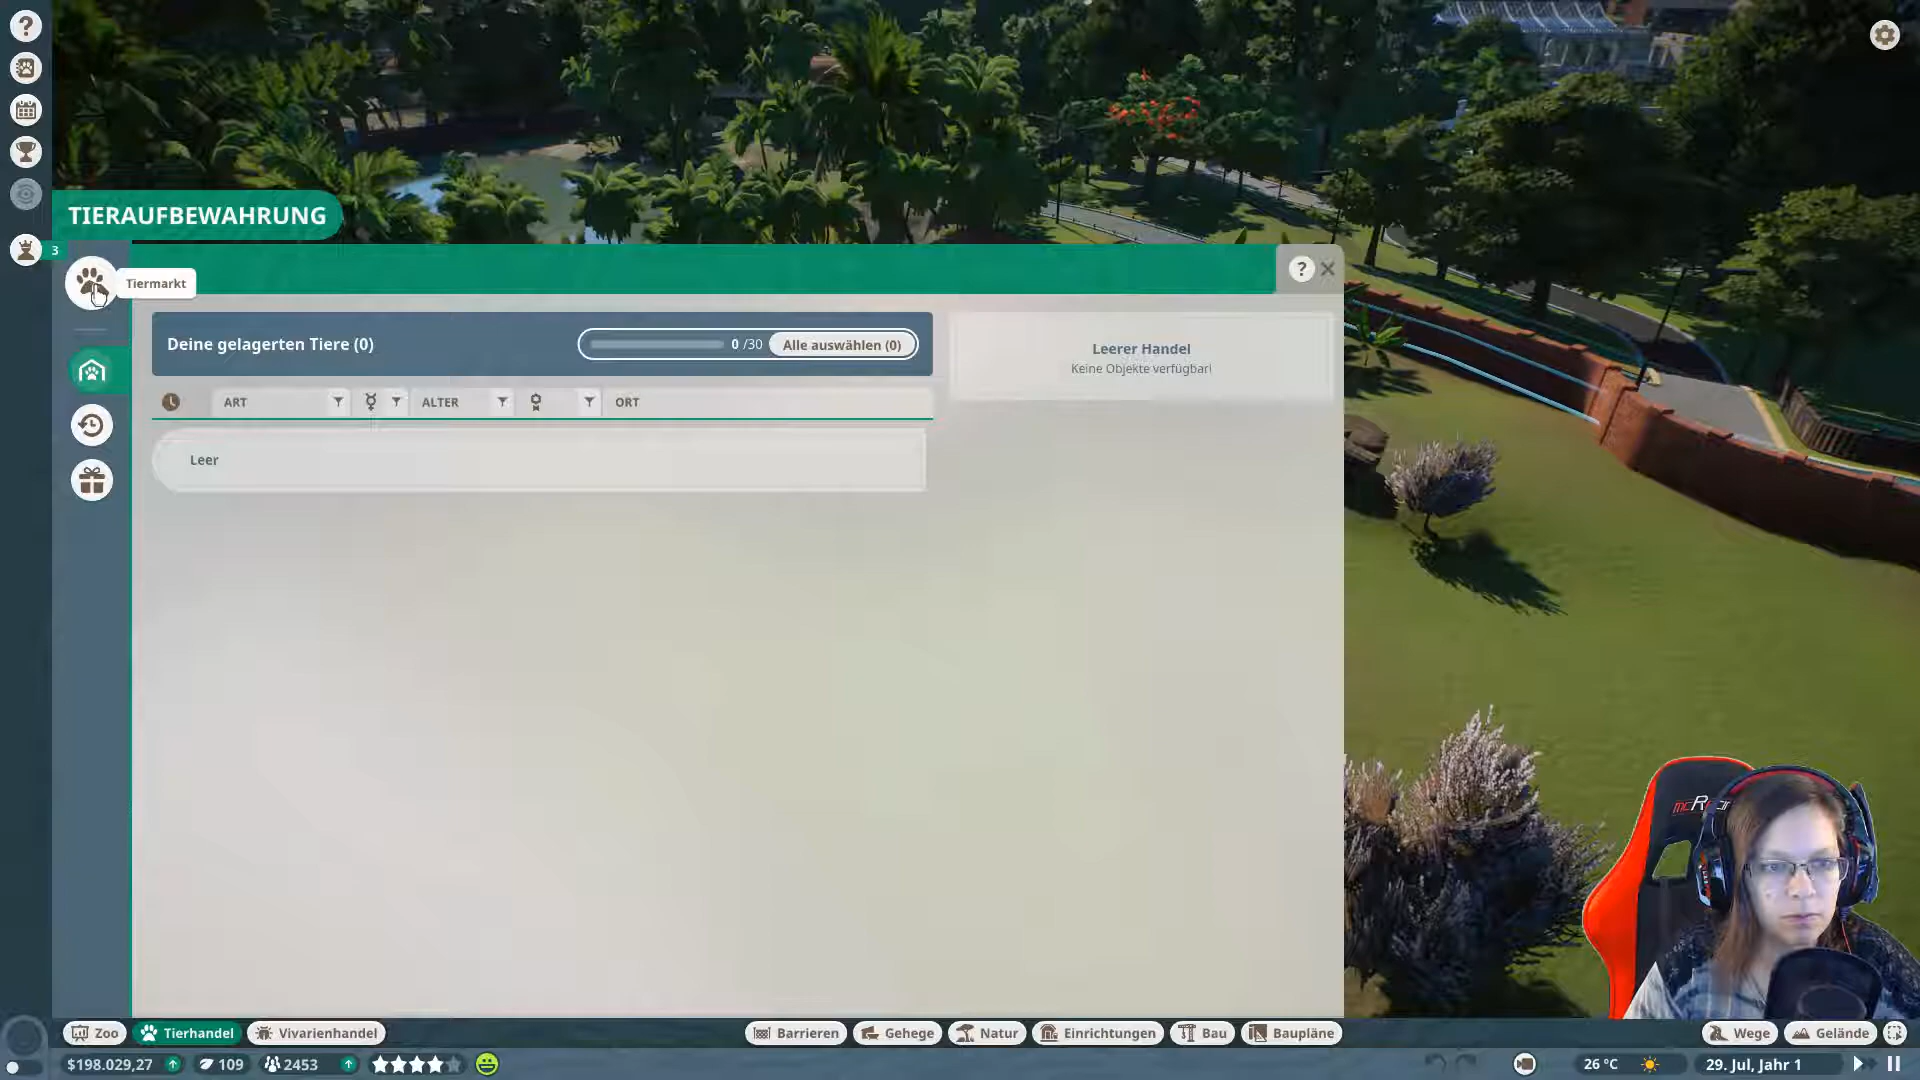 TIERAUFBEWAHRUNG
3
Tiermarkt
Deine gelagerten Tiere (0)
0 /30
Alle auswählen (0)
Leerer Handel
Keine Objekte verfügbar!
ART
ALTER
ORT
Leer
Zoo
Tierhandel
Vivarienhandel
Barrieren
Gehege
Natur
Einrichtungen
Bau
Baupläne
Wege
Gelände
$198.029,27
109
2453
26 °C
29. Jul, Jahr 1